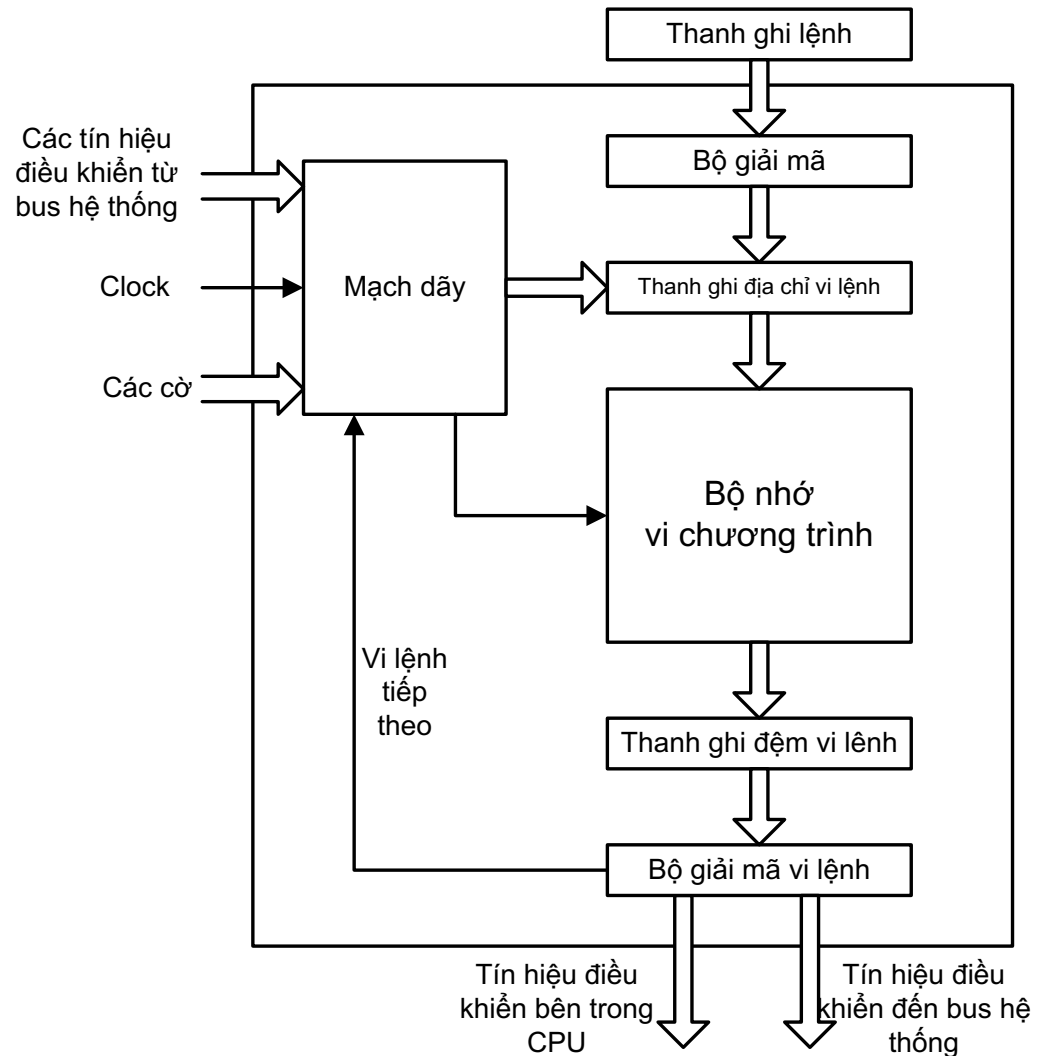 Thanh ghi lệnh
Các tín hiệu
điều khiển từ
bus hệ thống
Bộ giải mã
Clock
Mạch dãy
Thanh ghi địa chỉ vi lệnh
Các cờ
Bộ nhớ
vi chương trình
Vi lệnh
tiếp
theo
Thanh ghi đệm vi lênh
Bộ giải mã vi lệnh
Tín hiệu điều
khiển bên trong
CPU
Tín hiệu điều
khiển đến bus hệ
thống